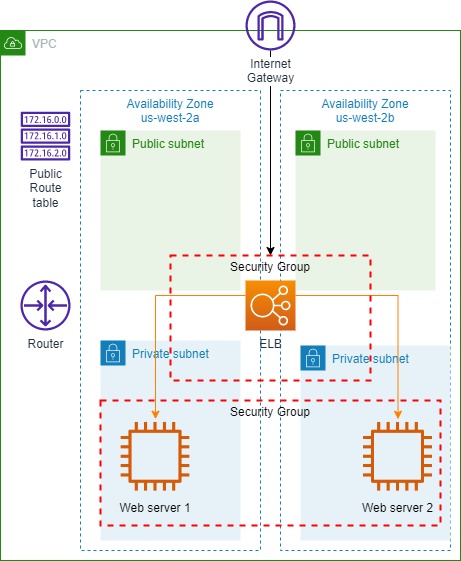 VPC
Internet
Gateway
Availability Zone
us-west-2a
Availability Zone
us-west-2b
172.16.0.0
172.16.1.0
172.16.2.0
Public
Route
table
Public subnet
Public subnet
Security Group
Router
ELB
Private subnet
Private subnet
Security Group
Web server 1
Web server 2